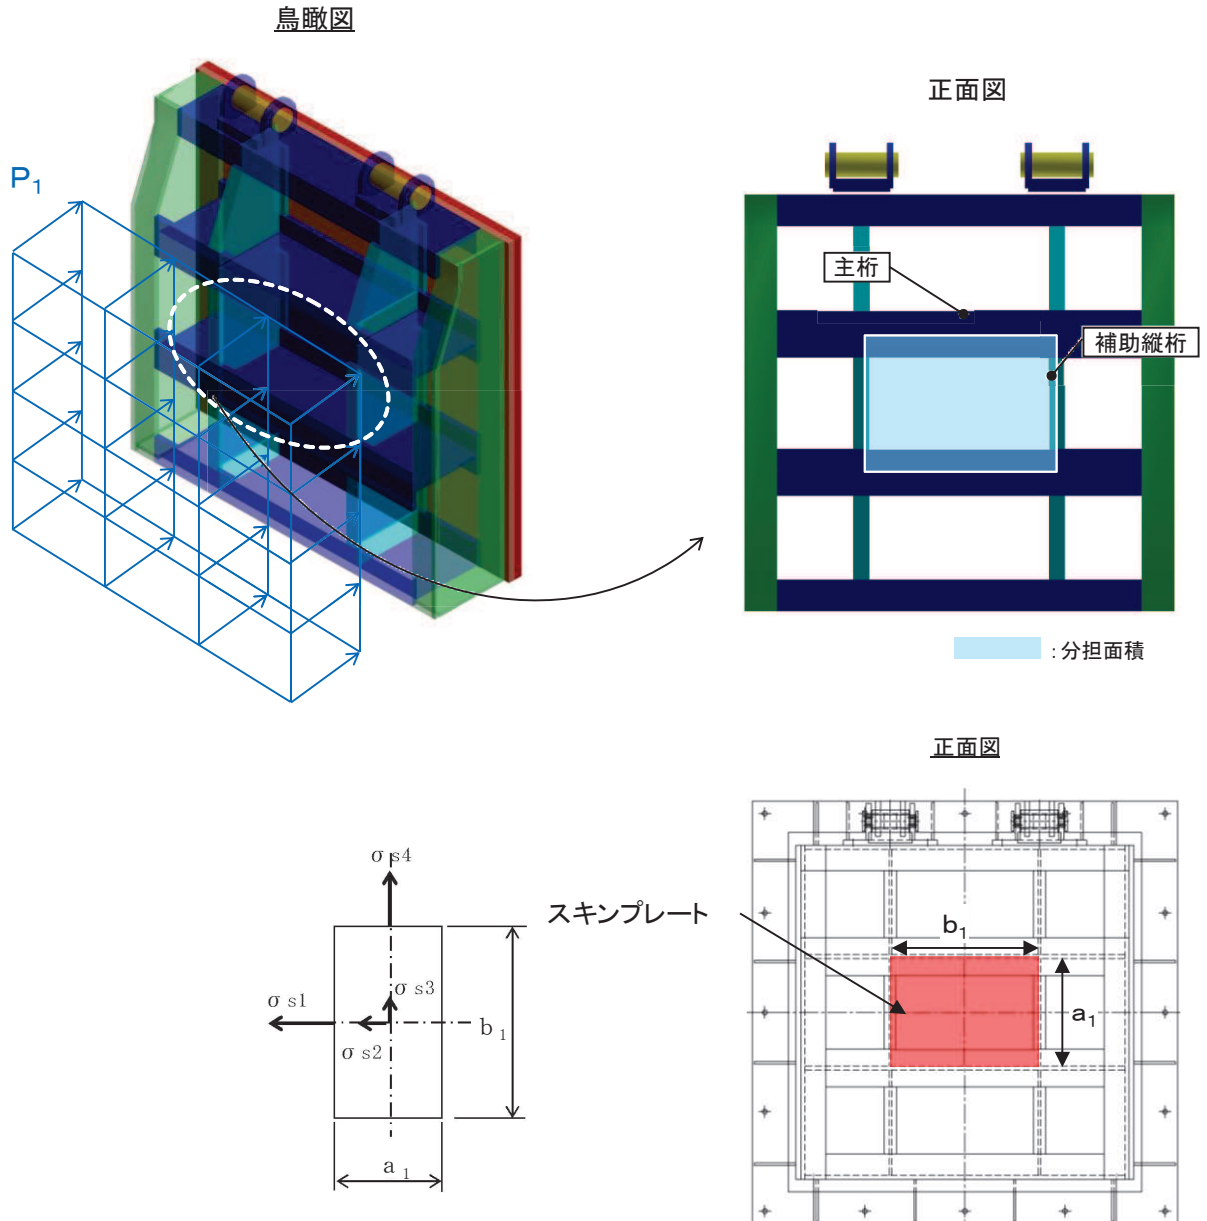 鳥瞰図
P₁
正面図
主桁
補助縦桁
：分担面積
正面図
スキンプレート
b₁
a₁
σ s4
σ s1
σ s3
σ s2
b ₁
a ₁